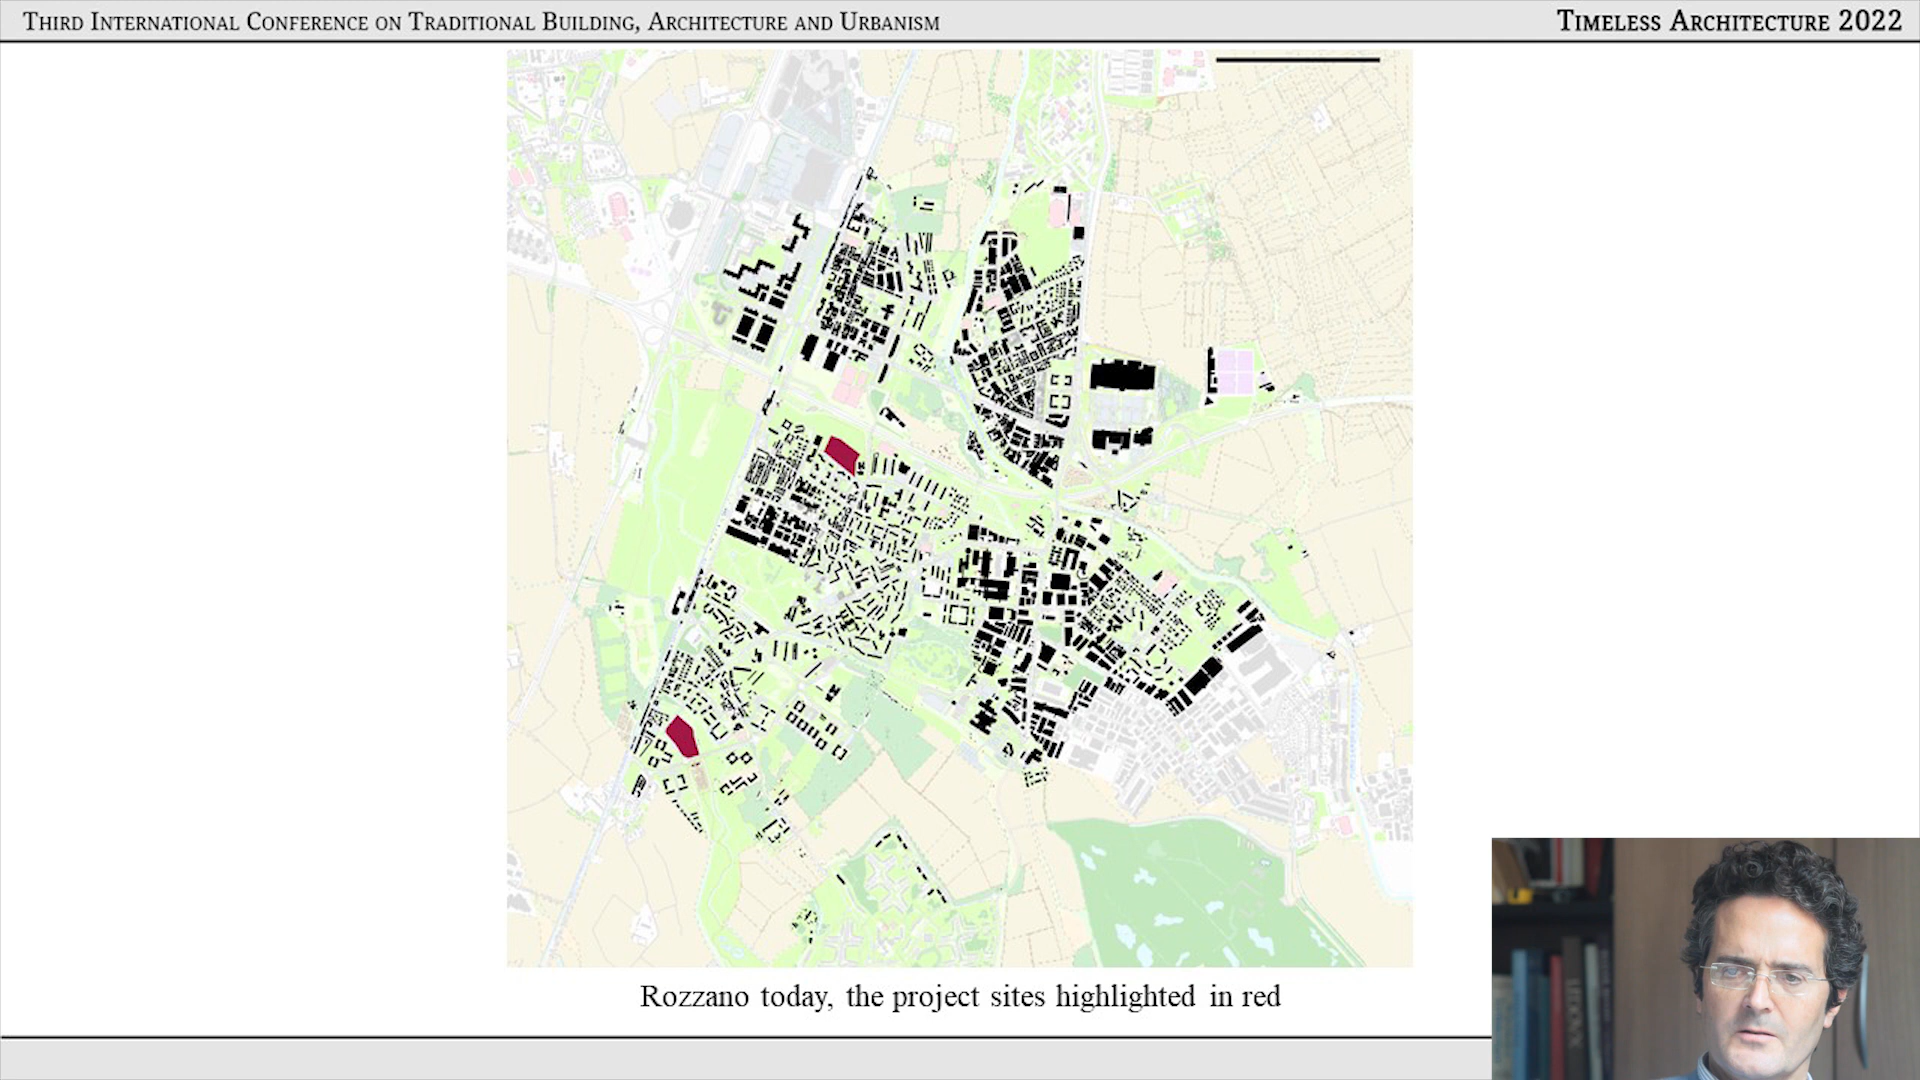 Third International Conference on Traditional Building, Architecture and Urbanism
Timeless Architecture 2022
Rozzano today, the project sites highlighted in red